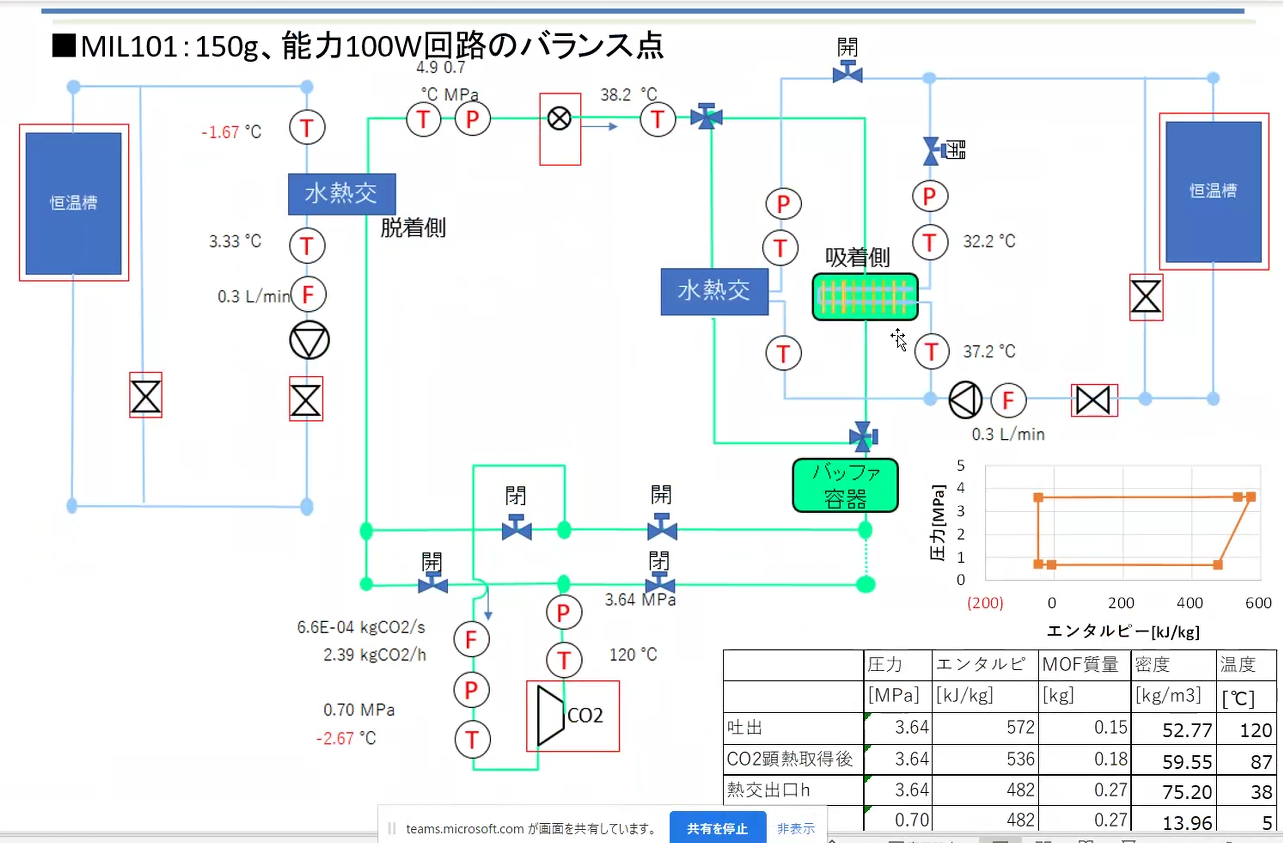 ■MIL101：150g、能力100W回路のバランス点
4.9 0.7
℃ MPa
38.2 ℃
開
T
P
T
-1.67 ℃
T
恒温槽
水熱交
脱着側
3.33 ℃
T
0.3 L/min
F
開
P
P
T
T
32.2 ℃
恒温槽
吸着側
水熱交
T
T
37.2 ℃
F
0.3 L/min
バッファ
容器
閉
開
開
閉
3.64 MPa
P
6.6E-04 kgCO2/s
2.39 kgCO2/h
F
T
120 ℃
P
0.70 MPa
-2.67 ℃
T
CO2
圧力[MPa]
5
4
3
2
1
0
(200) 0 200 400 600
エンタルピー[kJ/kg]
圧力 エンタルピ MOF質量 密度 温度
[MPa] [kJ/kg] [kg] [kg/m3] [℃]
吐出 3.64 572 0.15 52.77 120
CO2顕熱取得後 3.64 536 0.18 59.55 87
熱交出口h 3.64 482 0.27 75.20 38
0.70 482 0.27 13.96 5
teams.microsoft.com が画面を共有しています。 共有を停止 非表示